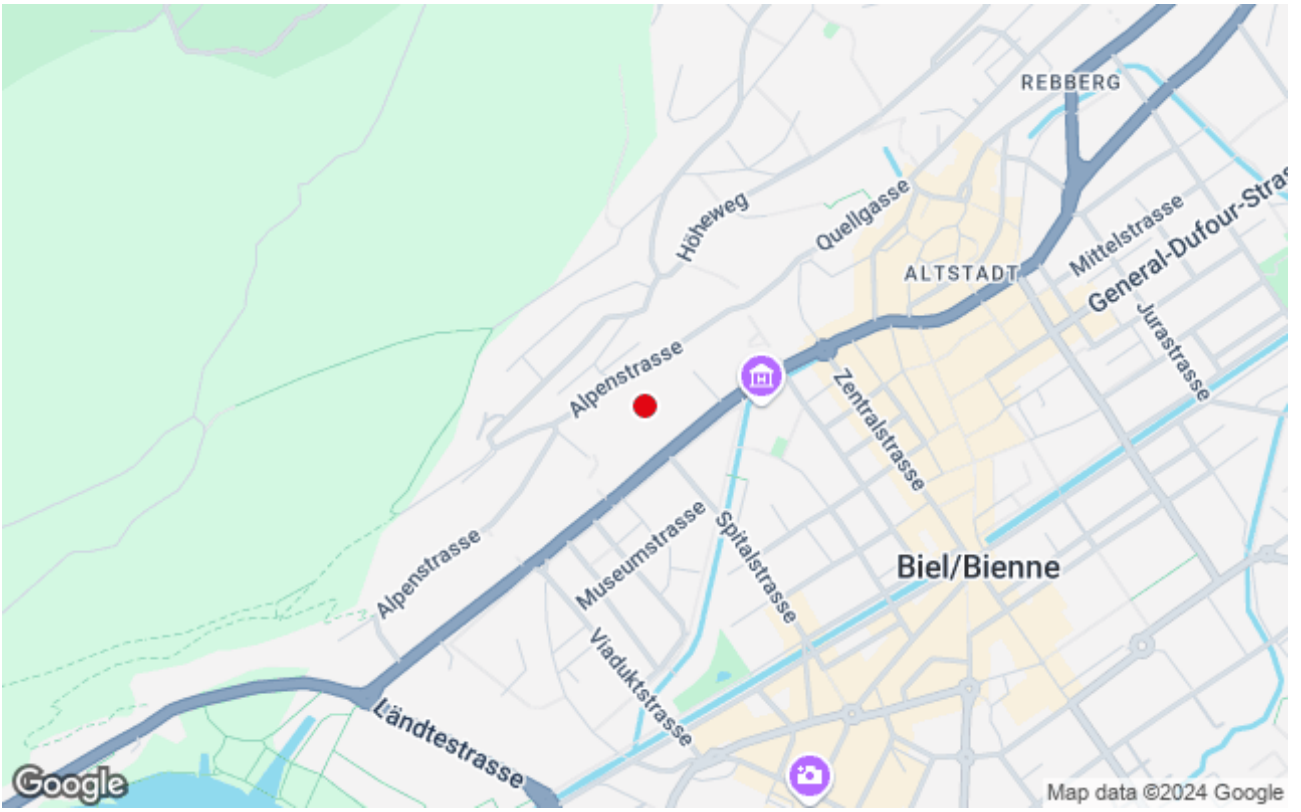 REBBERG
Höheweg
Quellgasse
ALTSTADT
Mittelstrasse
General-Dufour-Stras
Jurastrasse
Alpenstrasse
Zentralstrasse
Museumstrasse
Spitalstrasse
Biel/Bienne
Alpenstrasse
Viaduktstrasse
Ländtestrasse
Google
Map data ©2024 Google